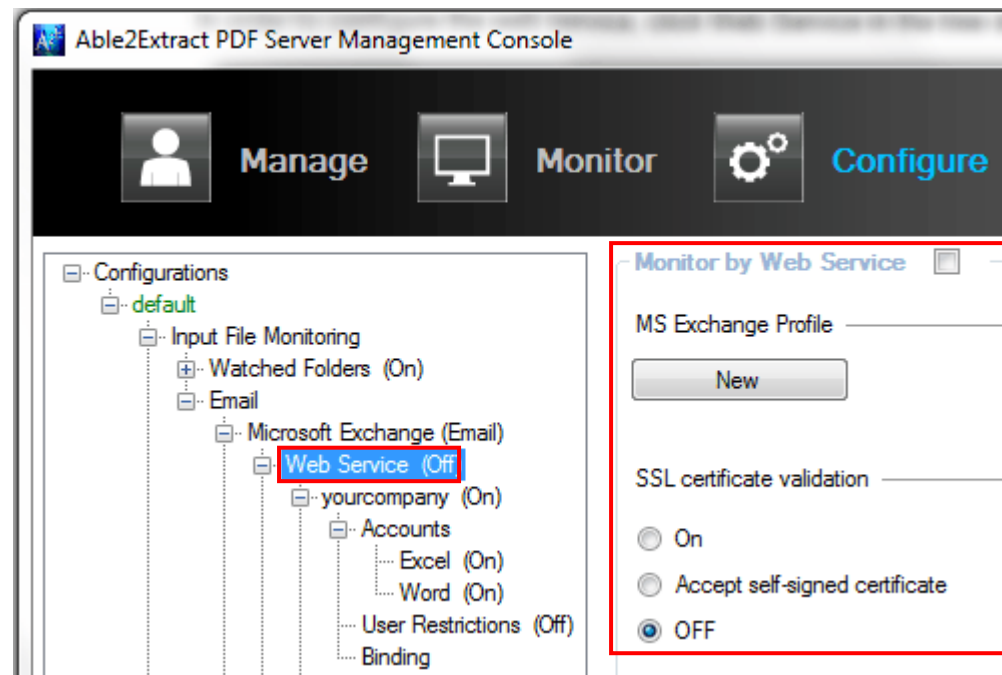 Able2Extract PDF Server Management Console
Manage
Monitor
Configure
Configurations
default
Input File Monitoring
Watched Folders (On)
Email
Microsoft Exchange (Email)
Web Service (Off)
yourcompany (On)
Accounts
Excel (On)
Word (On)
User Restrictions (Off)
Binding
Monitor by Web Service
MS Exchange Profile
New
SSL certificate validation
On
Accept self-signed certificate
OFF